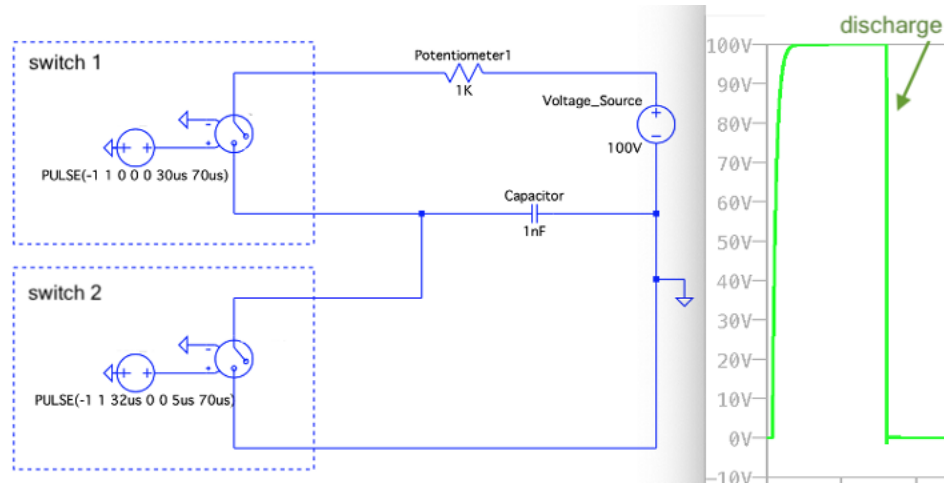 switch 1
PULSE(-1 1 0 0 0 30us 70us)
Potentiometer1
1K
Voltage_Source
100V
Capacitor
1nF
switch 2
PULSE(-1 1 32us 0 0 5us 70us)
discharge
100V
90V
80V
70V
60V
50V
40V
30V
20V
10V
0V
-10V